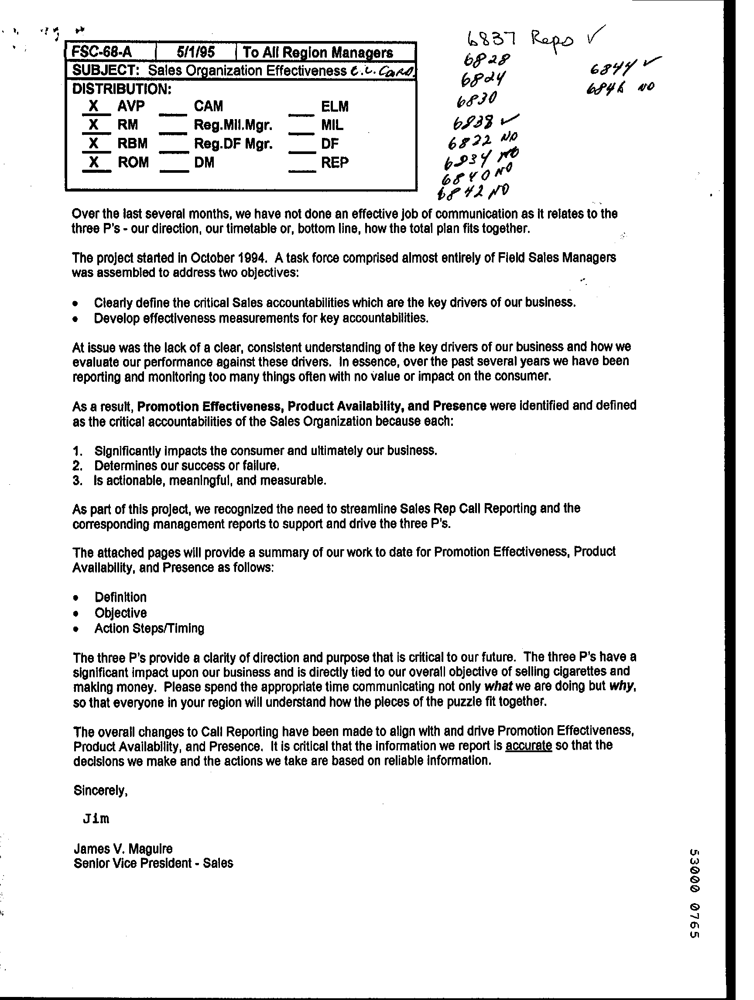 FSC-68-A 5/1/95 To All Region Managers
SUBJECT: Sales Organization Effectiveness
DISTRIBUTION:
X AVP ___ CAM ___ ELM
X RM ___ Reg.Mil.Mgr. ___ MIL
X RBM ___ Reg.DF Mgr. ___ DF
X ROM ___ DM ___ REP
6837 Reps ✓
6828
6824
6830
6838 ✓
6822 NO
6834 NO
6840 NO
6842 NO
6844 ✓
6846 NO
Over the last several months, we have not done an effective job of communication as it relates to the
three P's - our direction, our timetable or, bottom line, how the total plan fits together.
The project started in October 1994. A task force comprised almost entirely of Field Sales Managers
was assembled to address two objectives:
• Clearly define the critical Sales accountabilities which are the key drivers of our business.
• Develop effectiveness measurements for key accountabilities.
At issue was the lack of a clear, consistent understanding of the key drivers of our business and how we
evaluate our performance against these drivers. In essence, over the past several years we have been
reporting and monitoring too many things often with no value or impact on the consumer.
As a result, Promotion Effectiveness, Product Availability, and Presence were identified and defined
as the critical accountabilities of the Sales Organization because each:
1. Significantly impacts the consumer and ultimately our business.
2. Determines our success or failure.
3. Is actionable, meaningful, and measurable.
As part of this project, we recognized the need to streamline Sales Rep Call Reporting and the
corresponding management reports to support and drive the three P's.
The attached pages will provide a summary of our work to date for Promotion Effectiveness, Product
Availability, and Presence as follows:
• Definition
• Objective
• Action Steps/Timing
The three P's provide a clarity of direction and purpose that is critical to our future. The three P's have a
significant impact upon our business and is directly tied to our overall objective of selling cigarettes and
making money. Please spend the appropriate time communicating not only what we are doing but why,
so that everyone in your region will understand how the pieces of the puzzle fit together.
The overall changes to Call Reporting have been made to align with and drive Promotion Effectiveness,
Product Availability, and Presence. It is critical that the information we report is accurate so that the
decisions we make and the actions we take are based on reliable information.
Sincerely,
Jim
James V. Maguire
Senior Vice President - Sales
53000 0765